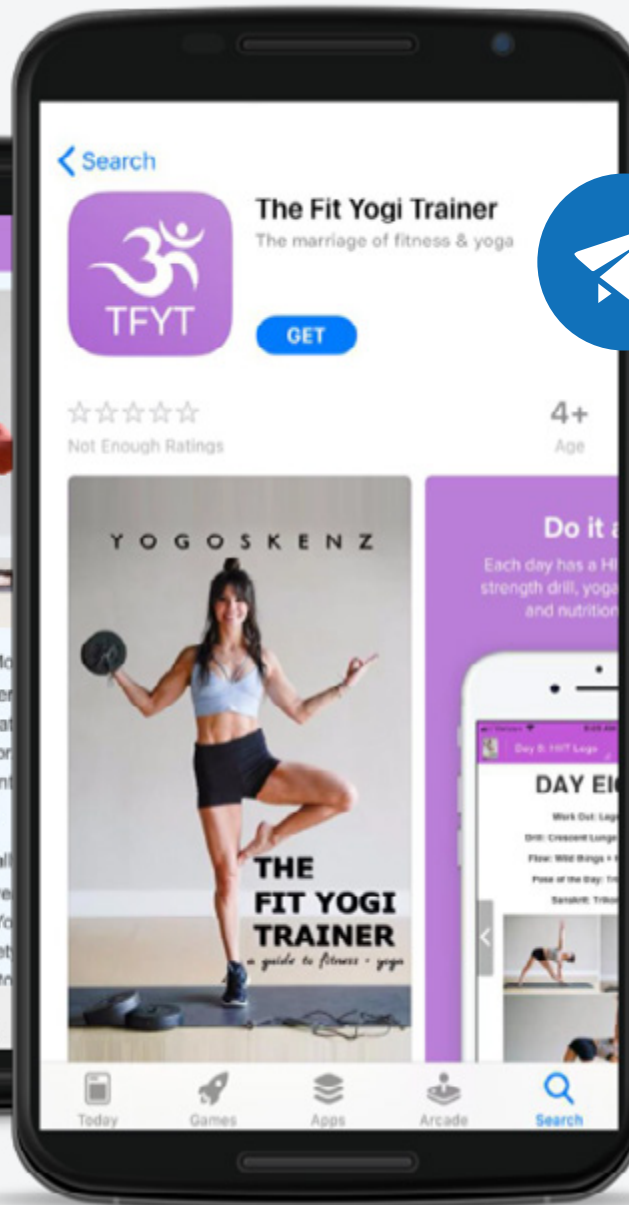 Search
The Fit Yogi Trainer
The marriage of fitness & yoga
TFYT
GET
Not Enough Ratings
4+
Age
YOGOSKENZ
THE
FIT YOGI
TRAINER
a guide to fitness + yoga
Do it
Each day has a HI
strength drill, yoga
and nutrition
Day 8: HIIT Legs
DAY EI
Work Out: Legs
Drill: Crescent Lunge
Flow: Wild things +
Pose of the Day: Tri
Sanskrit: Trikon
Today
Games
Apps
Arcade
Search